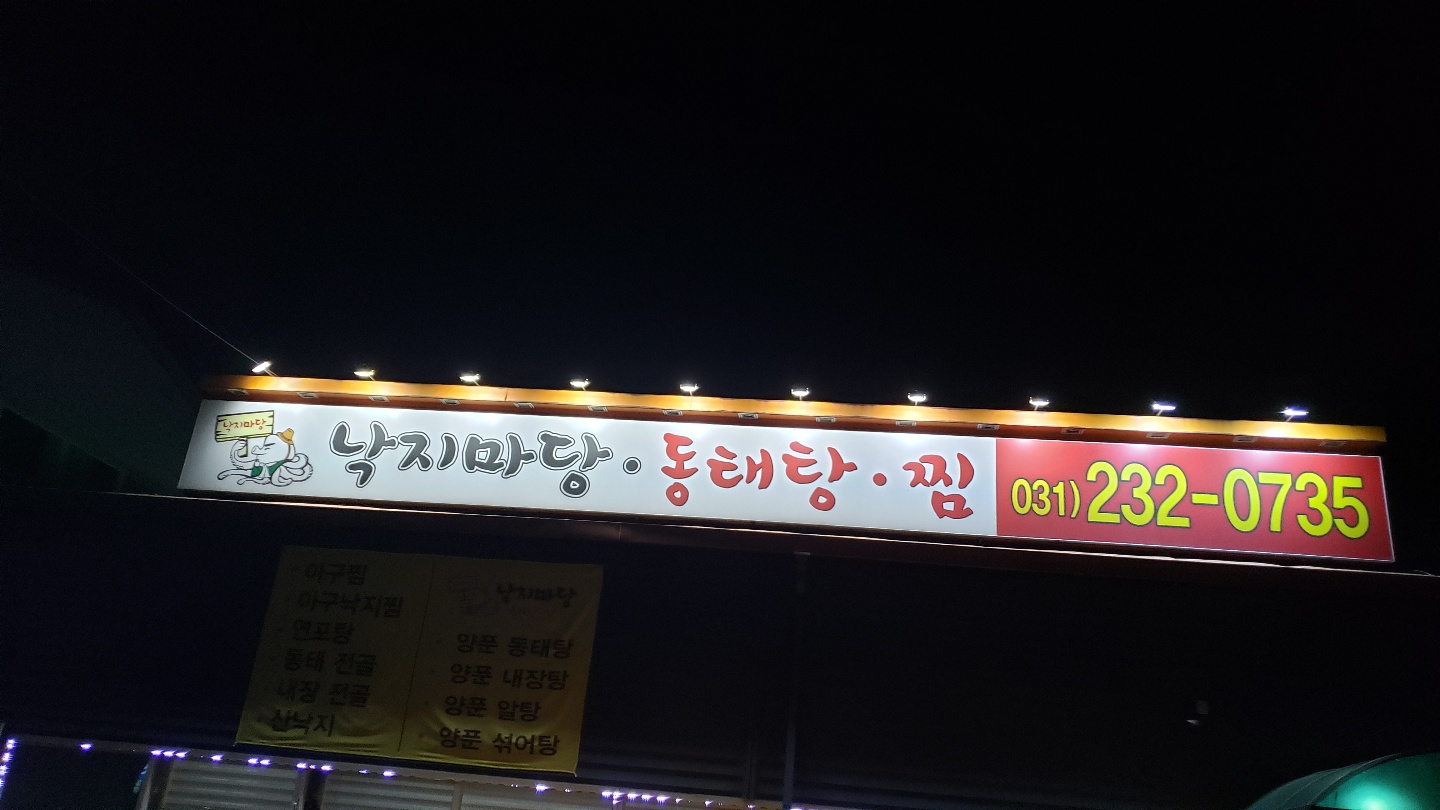 낙지마당
낙지마당·동태탕·찜
031)232-0735
아구찜
아구낙지찜
연포탕
동태 전골
내장 전골
산낙지
낙지마당
양푼 동태탕
양푼 내장탕
양푼 알탕
양푼 섞어탕